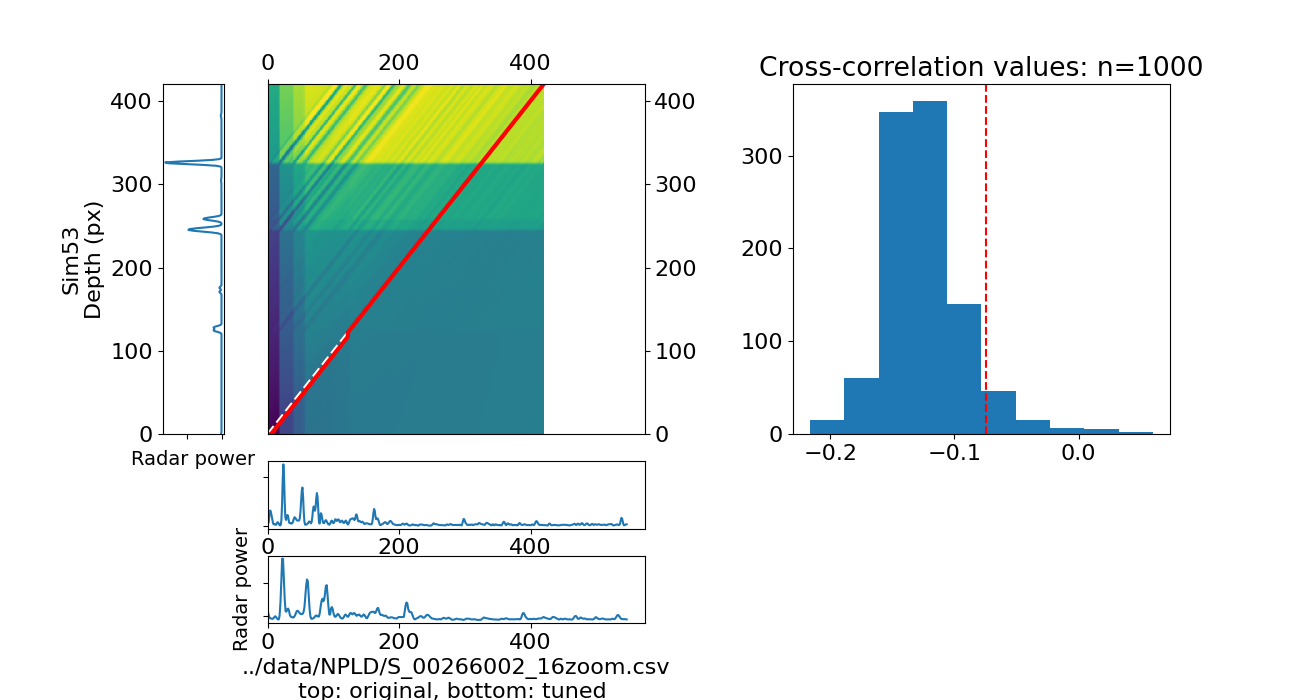 Cross-correlation values: n=1000
0 200 400
400
300
200
100
0
Sim53
Depth (px)
Radar power
400
300
200
100
0
300
200
100
0
−0.2 −0.1 0.0
0 200 400
Radar power
0 200 400
../data/NPLD/S_00266002_16zoom.csv
top: original, bottom: tuned